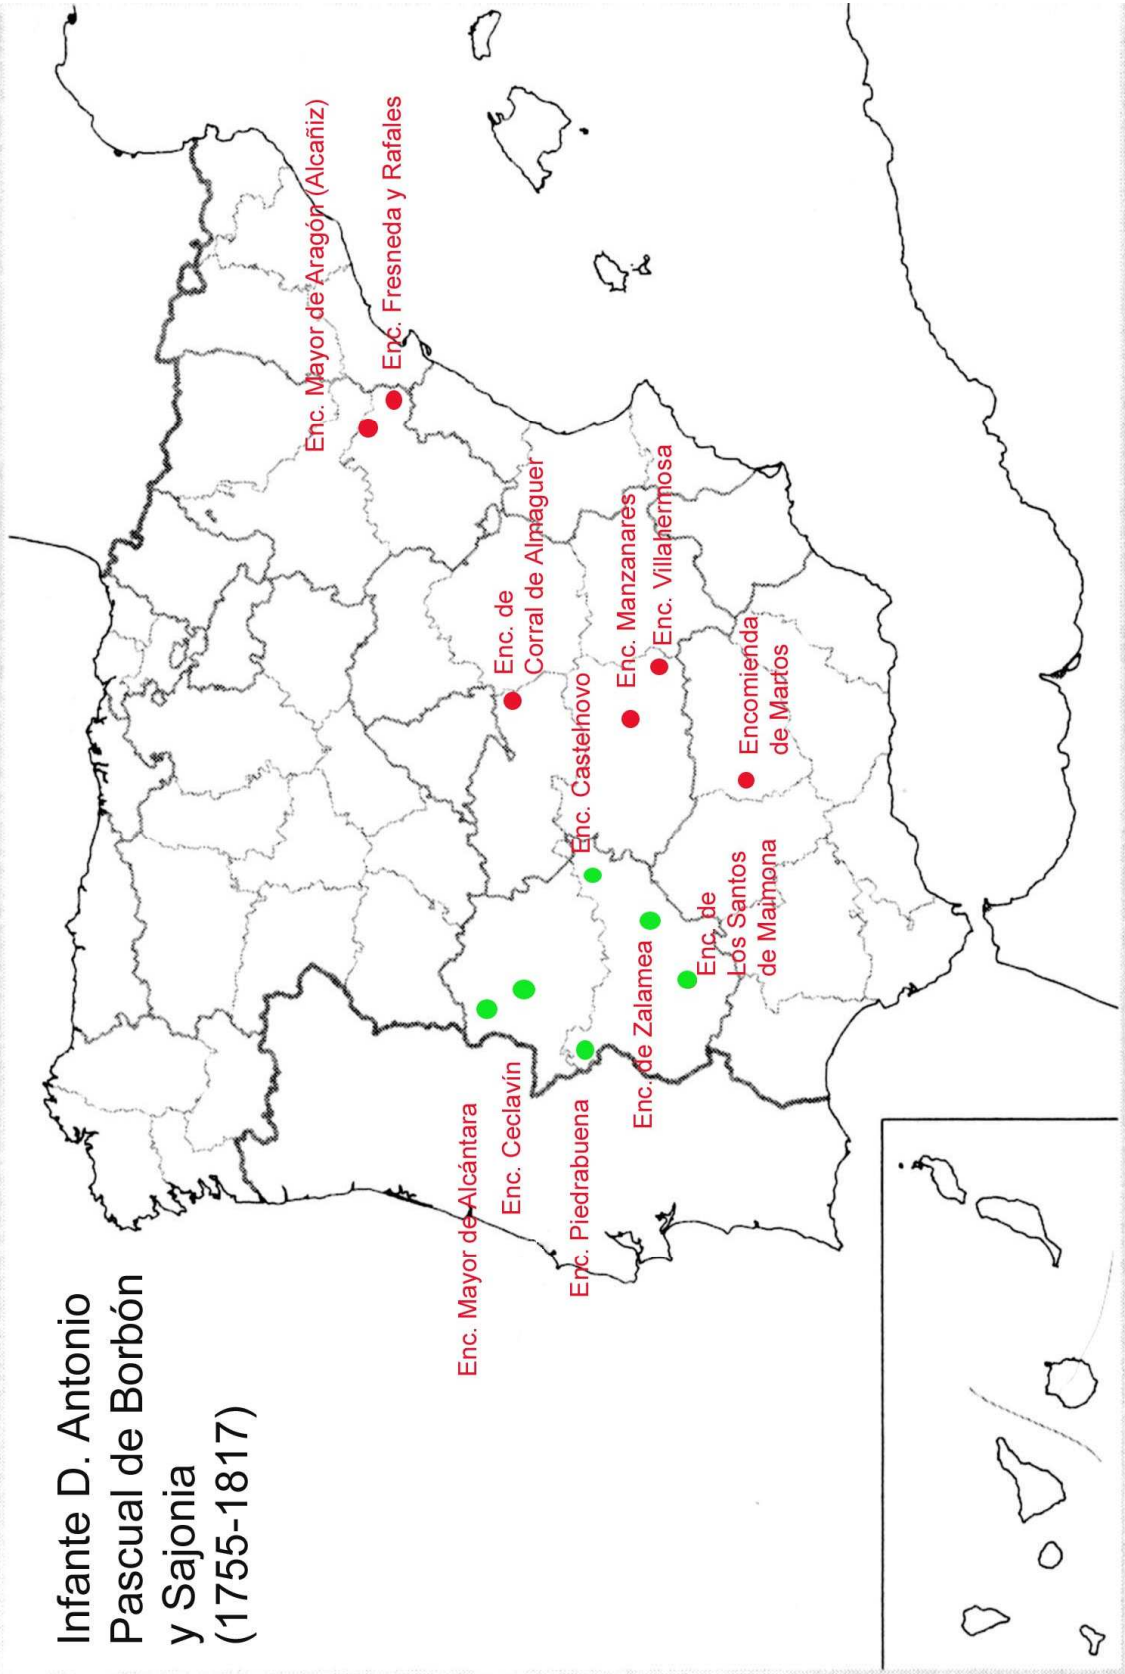 Infante D. Antonio
Pascual de Borbón
y Sajonia
(1755-1817)
Enc. Mayor de Aragón (Alcañiz)
Enc. Fresneda y Rafales
Enc. Mayor de Alcántara
Enc. de
Corral de Almaguer
Enc. Ceclavín
Enc. Piedrabuena
Enc. Castelnovo
Enc. Manzanares
Enc. de Zalamea
Enc. Villahermosa
Enc. de
Los Santos
de Maimona
Encomienda
de Martos